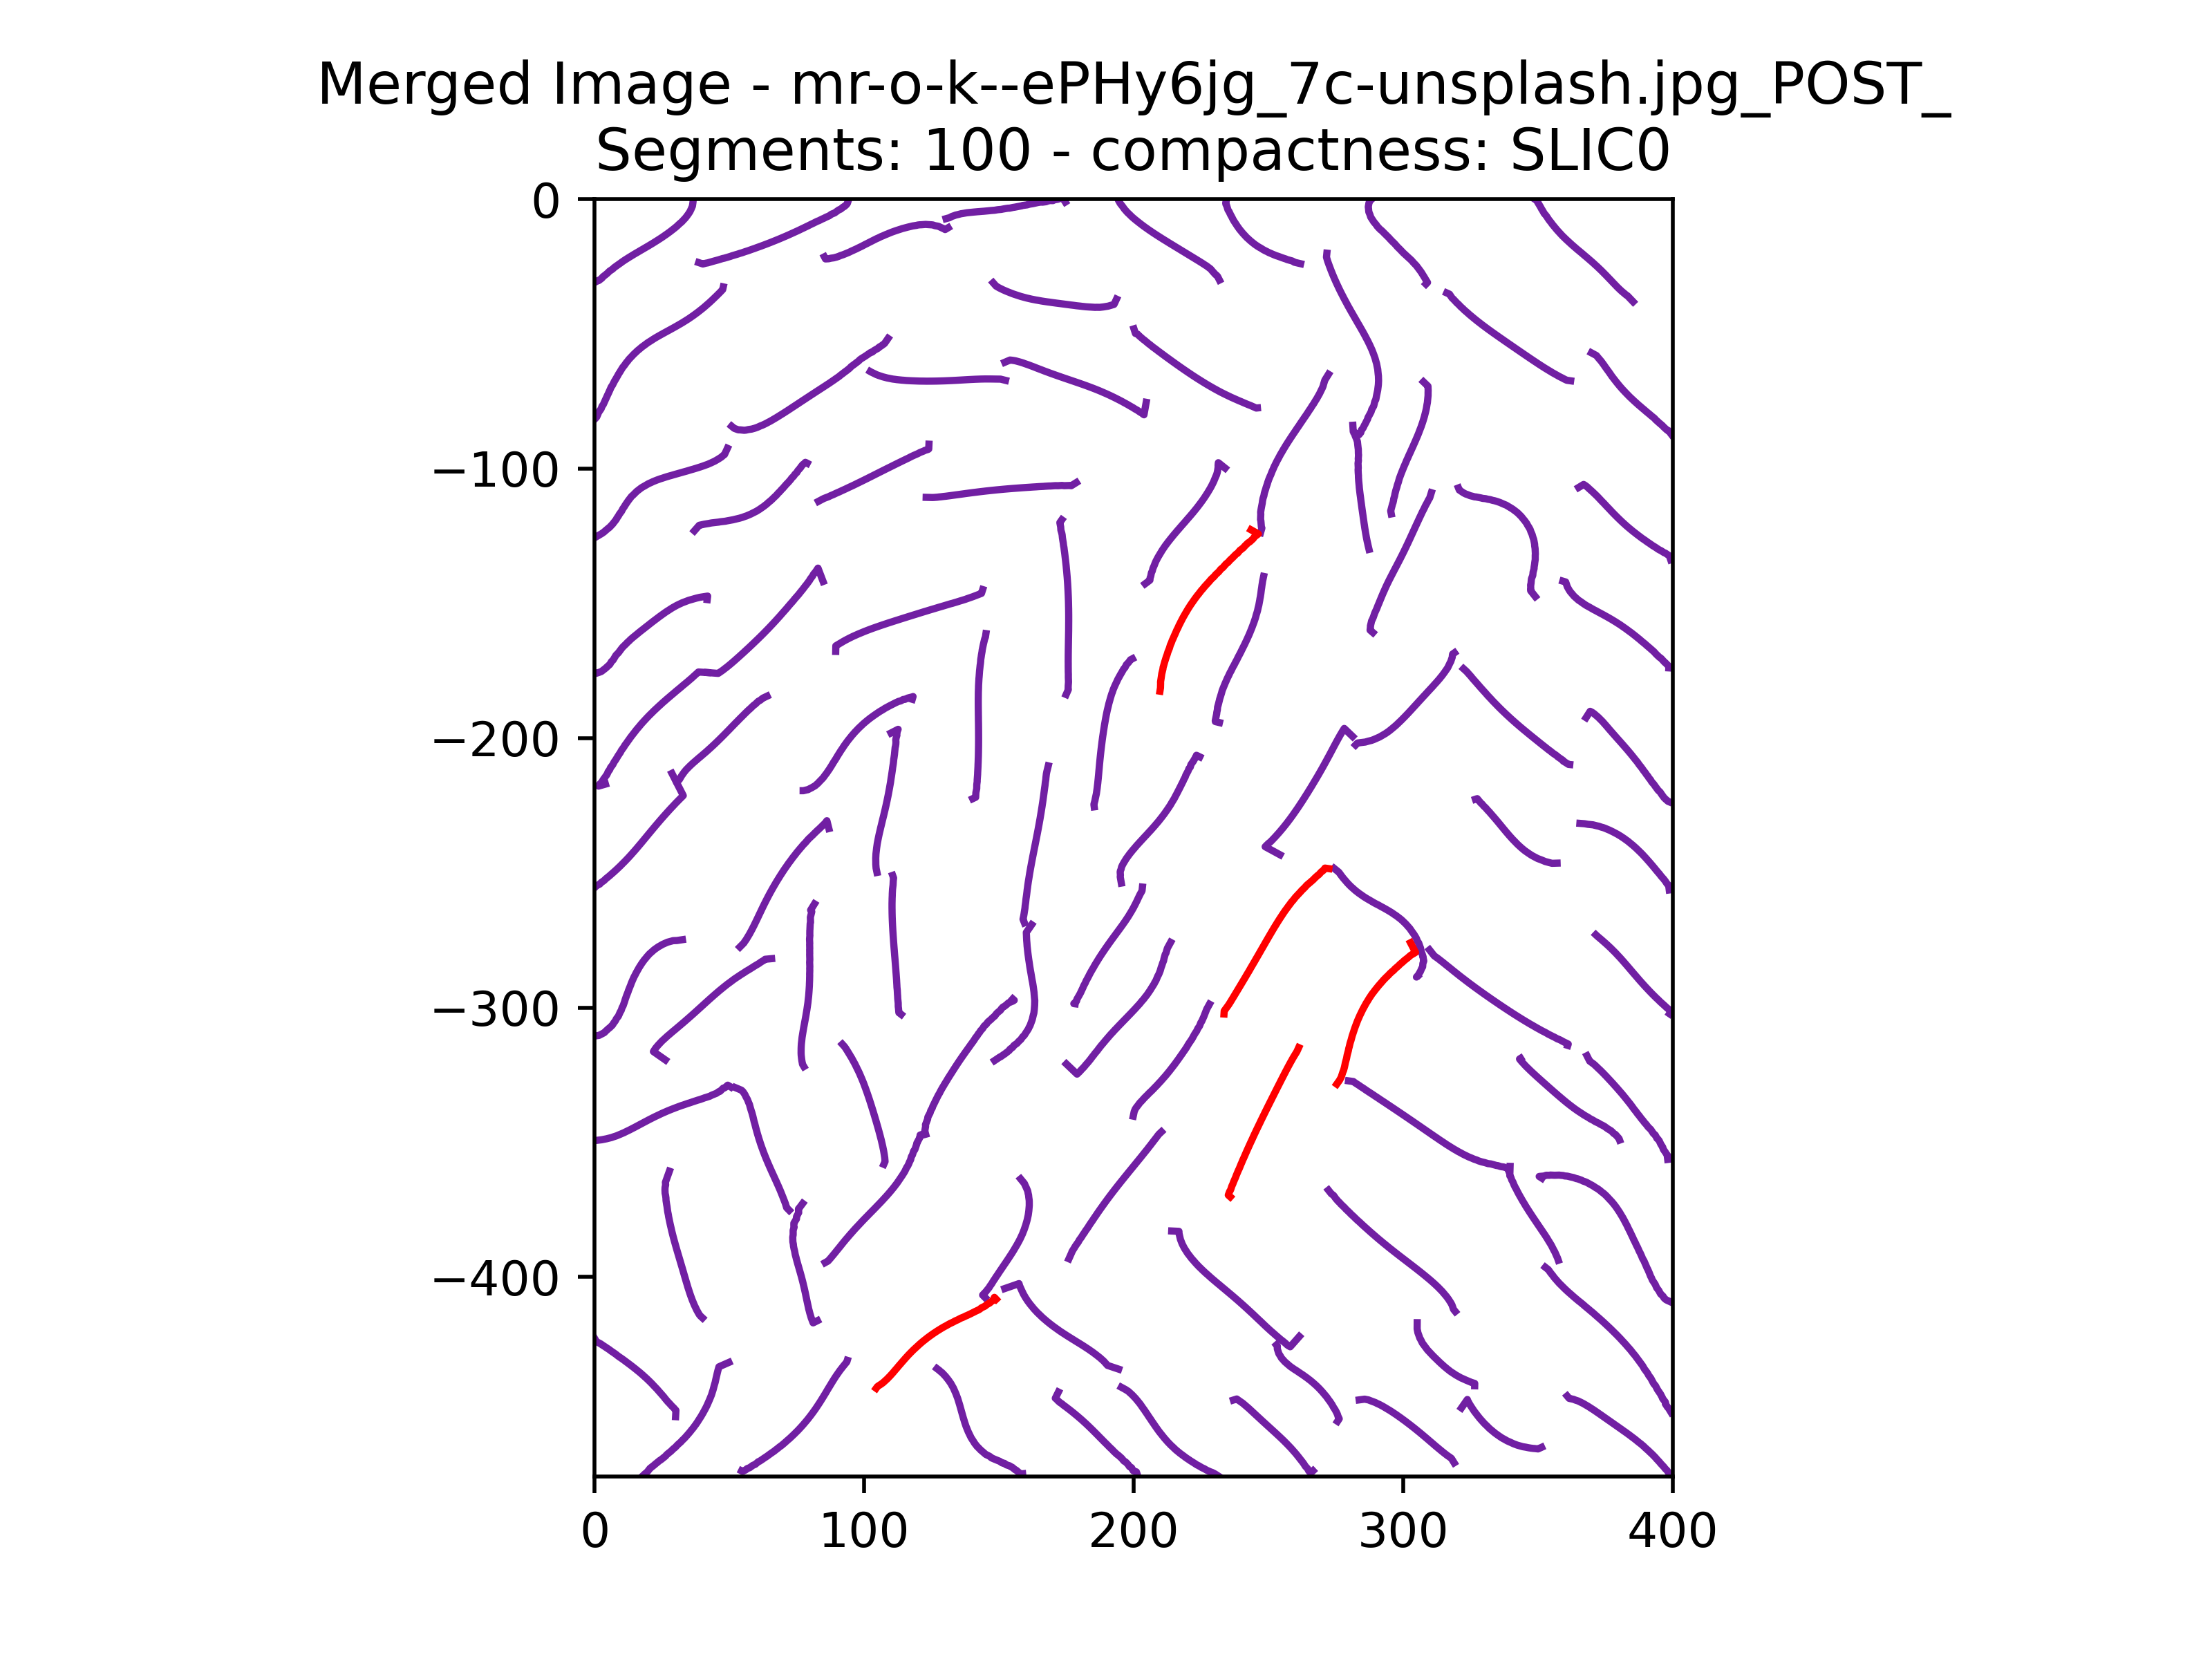 Merged Image - mr-o-k--ePHy6jg_7c-unsplash.jpg_POST_
Segments: 100 - compactness: SLIC0
0
−100
−200
−300
−400
0 100 200 300 400